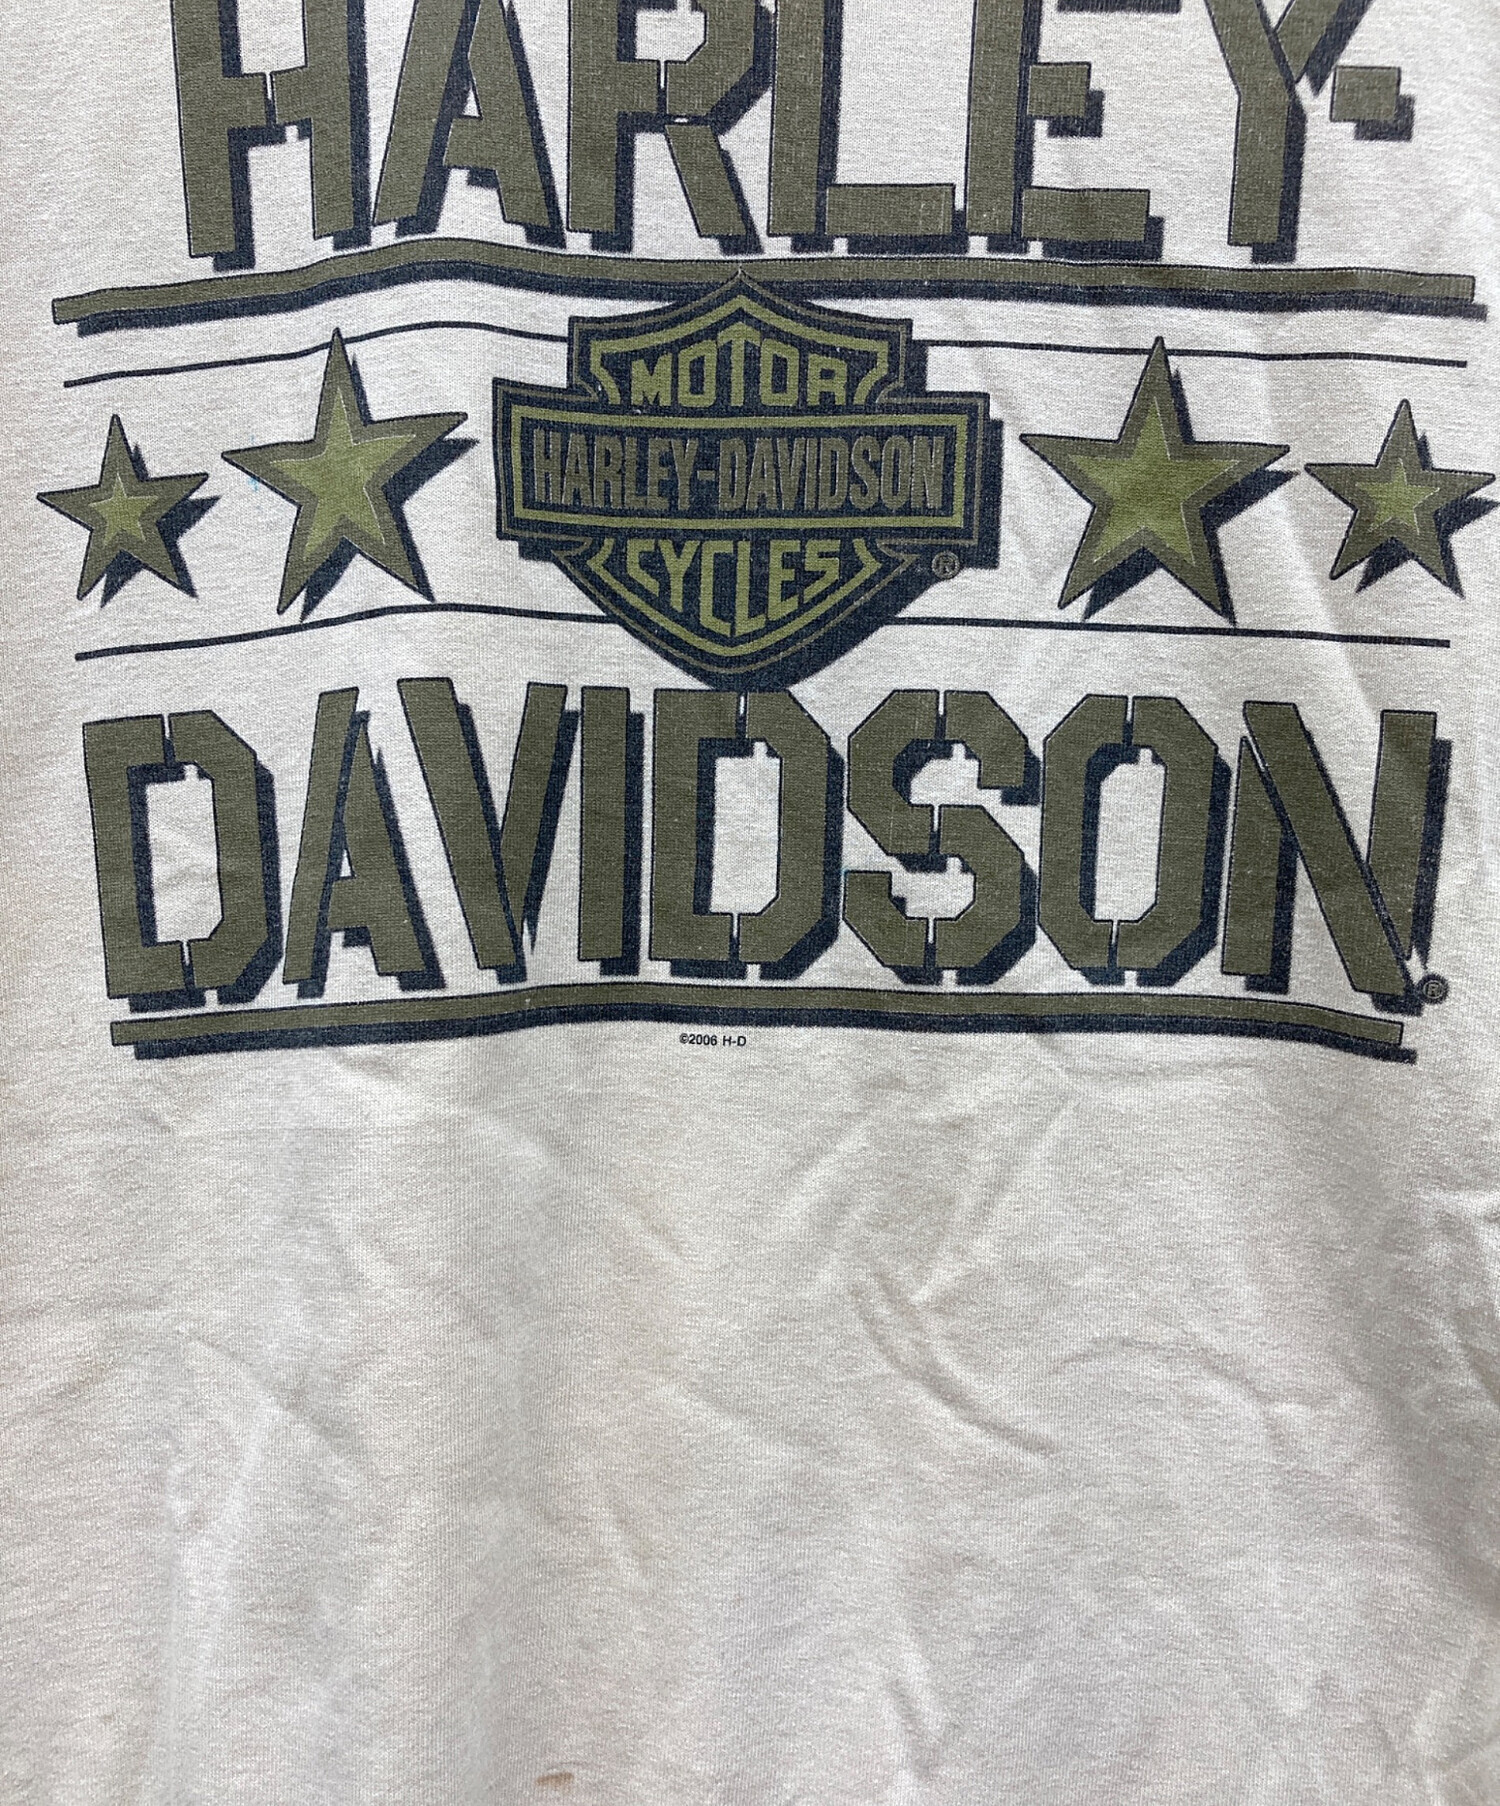 HARLEY-
MOTOR
HARLEY-DAVIDSON
CYCLES
®
DAVIDSON
®
©2006 H-D